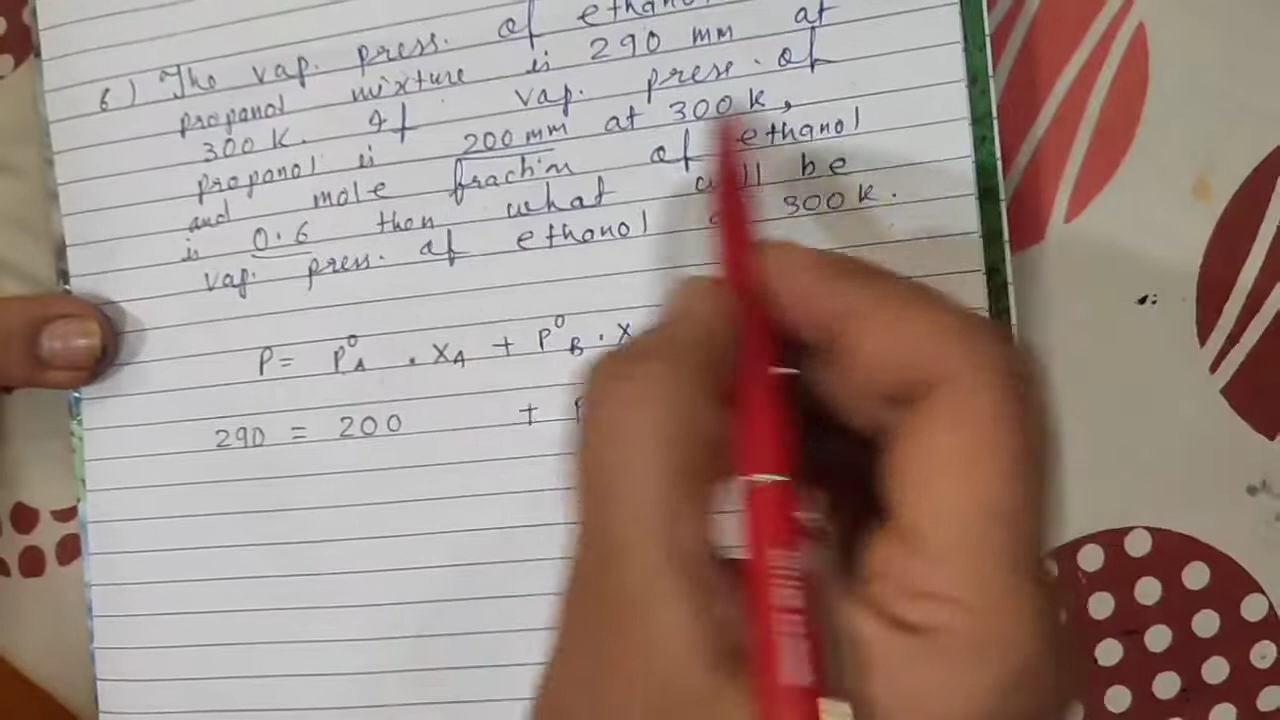 6) The vap. press. of ethanol
propanol mixture is 290 mm at
300 K. If vap. press. of
propanol is 200 mm at 300 K,
and mole fraction of ethanol
is 0.6 then what will be
vap. press. of ethanol 300 K.
P = P°A . XA + P°B . X
290 = 200 +